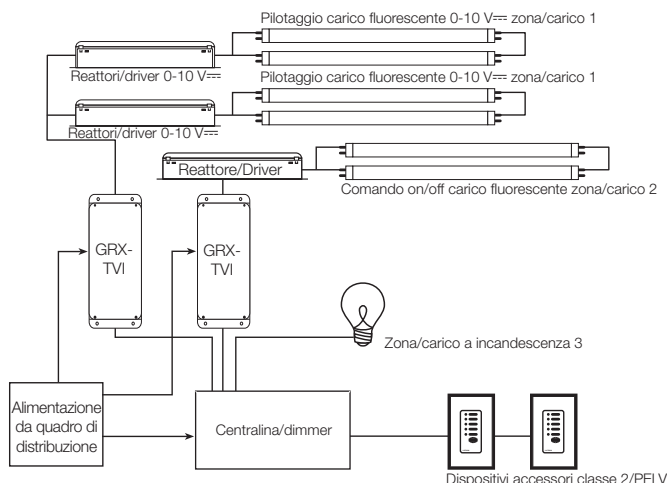 Pilotaggio carico fluorescente 0-10 V⎓ zona/carico 1
Reattori/driver 0-10 V⎓
Pilotaggio carico fluorescente 0-10 V⎓ zona/carico 1
Reattori/driver 0-10 V⎓
Reattore/Driver
Comando on/off carico fluorescente zona/carico 2
GRX-
TVI
GRX-
TVI
Zona/carico a incandescenza 3
Alimentazione
da quadro di
distribuzione
Centralina/dimmer
Dispositivi accessori classe 2/PELV